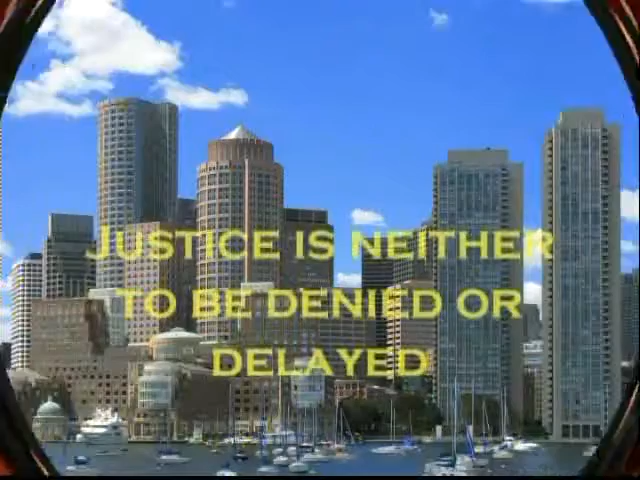 Justice is neither
to be denied or
delayed